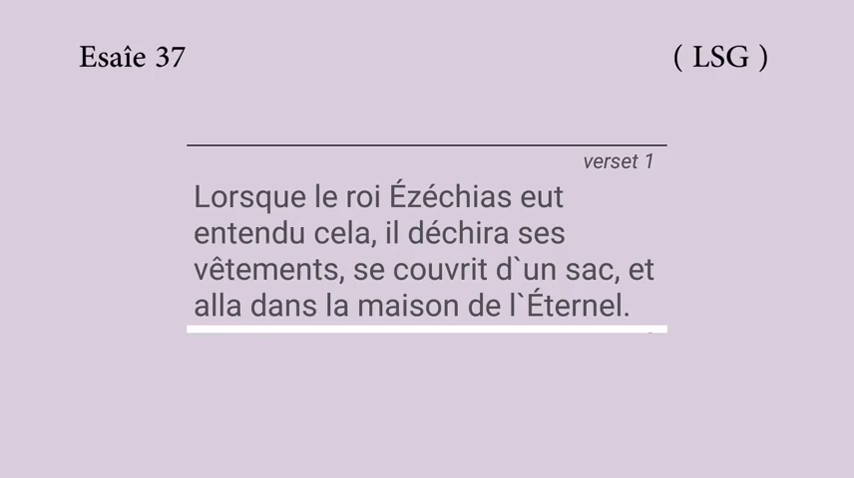 Esaîe 37
( LSG )
verset 1
Lorsque le roi Ézéchias eut
entendu cela, il déchira ses
vêtements, se couvrit d`un sac, et
alla dans la maison de l`Éternel.